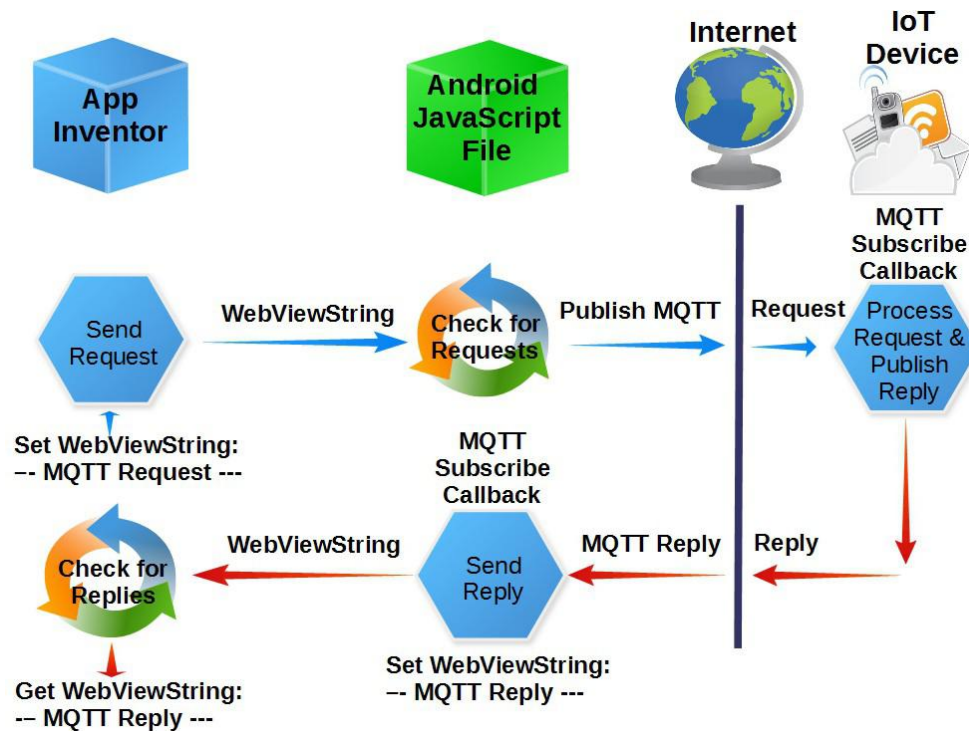 App
Inventor
Android
JavaScript
File
Internet
IoT
Device
MQTT
Subscribe
Callback
Send
Request
WebViewString
Check for
Requests
Publish MQTT
Request
Process
Request &
Publish
Reply
Set WebViewString:
–- MQTT Request ---
MQTT
Subscribe
Callback
Check for
Replies
WebViewString
Send
Reply
MQTT Reply
Reply
Get WebViewString:
-– MQTT Reply ---
Set WebViewString:
–- MQTT Reply ---